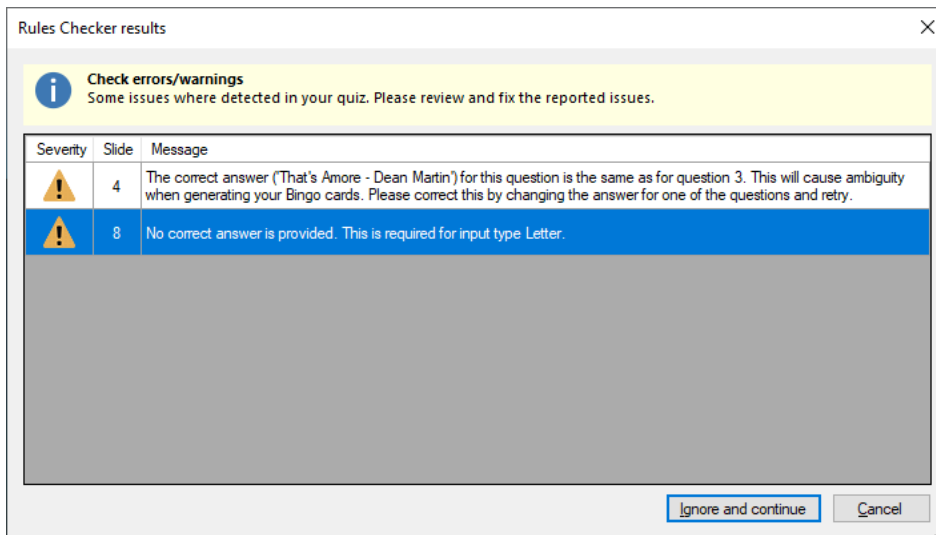 Rules Checker results
Check errors/warnings
Some issues where detected in your quiz. Please review and fix the reported issues.
Severity Slide Message
4 The correct answer ('That's Amore - Dean Martin') for this question is the same as for question 3. This will cause ambiguity
when generating your Bingo cards. Please correct this by changing the answer for one of the questions and retry.
8 No correct answer is provided. This is required for input type Letter.
Ignore and continue Cancel